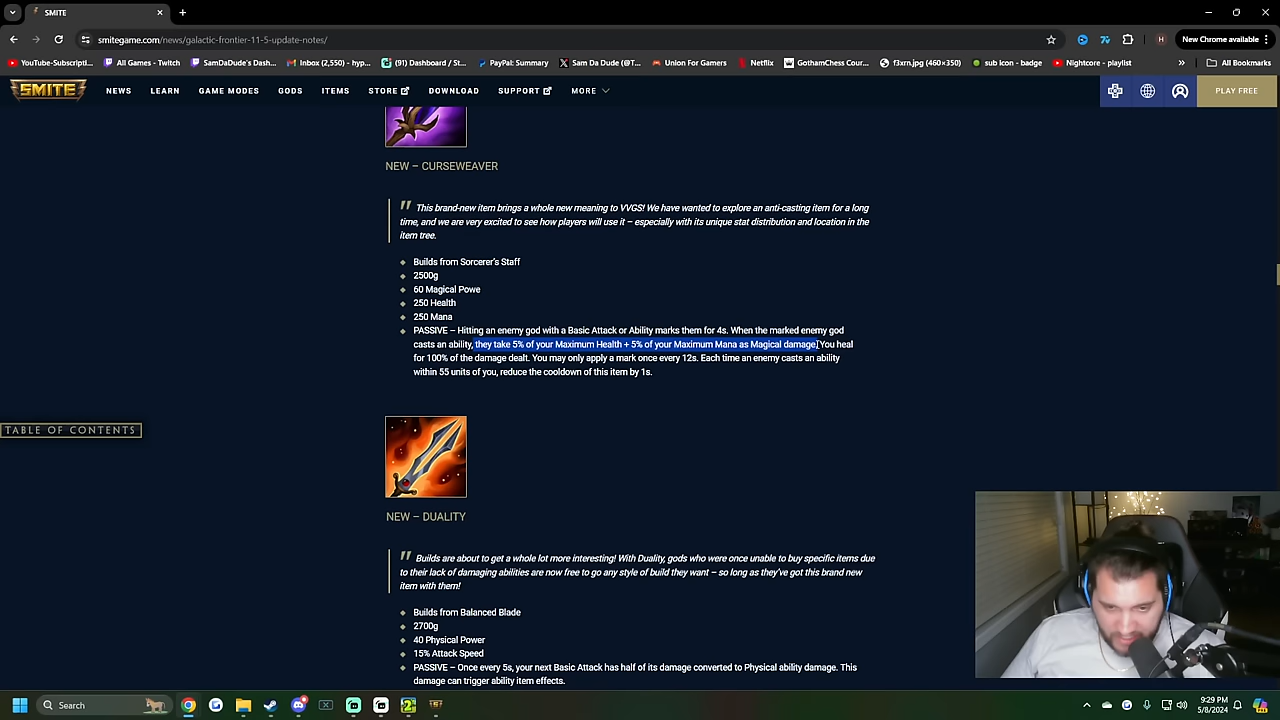 SMITE
smitegame.com/news/galactic-frontier-11-5-update-notes/
H
New Chrome available
YouTube-Subscripti...
All Games - Twitch
SamDaDude's Dash...
Inbox (2,550) - hyp...
(91) Dashboard / St...
PayPal: Summary
Sam Da Dude (@T...
Union For Gamers
Netflix
GothamChess Cour...
f3xrn.jpg (460×350)
sub icon - badge
Nightcore - playlist
»
All Bookmarks
SMITE
NEWS
LEARN
GAME MODES
GODS
ITEMS
STORE
DOWNLOAD
SUPPORT
MORE
PLAY FREE
NEW – CURSEWEAVER
" This brand-new item brings a whole new meaning to VVGS! We have wanted to explore an anti-casting item for a long
time, and we are very excited to see how players will use it – especially with its unique stat distribution and location in the
item tree.
Builds from Sorcerer's Staff
2500g
60 Magical Powe
250 Health
250 Mana
PASSIVE – Hitting an enemy god with a Basic Attack or Ability marks them for 4s. When the marked enemy god
casts an ability, they take 5% of your Maximum Health + 5% of your Maximum Mana as Magical damage. You heal
for 100% of the damage dealt. You may only apply a mark once every 12s. Each time an enemy casts an ability
within 55 units of you, reduce the cooldown of this item by 1s.
TABLE OF CONTENTS
NEW – DUALITY
" Builds are about to get a whole lot more interesting! With Duality, gods who were once unable to buy specific items due
to their lack of damaging abilities are now free to go any style of build they want – so long as they've got this brand new
item with them!
Builds from Balanced Blade
2700g
40 Physical Power
15% Attack Speed
PASSIVE – Once every 5s, your next Basic Attack has half of its damage converted to Physical ability damage. This
damage can trigger ability item effects.
Search
9:29 PM
5/8/2024